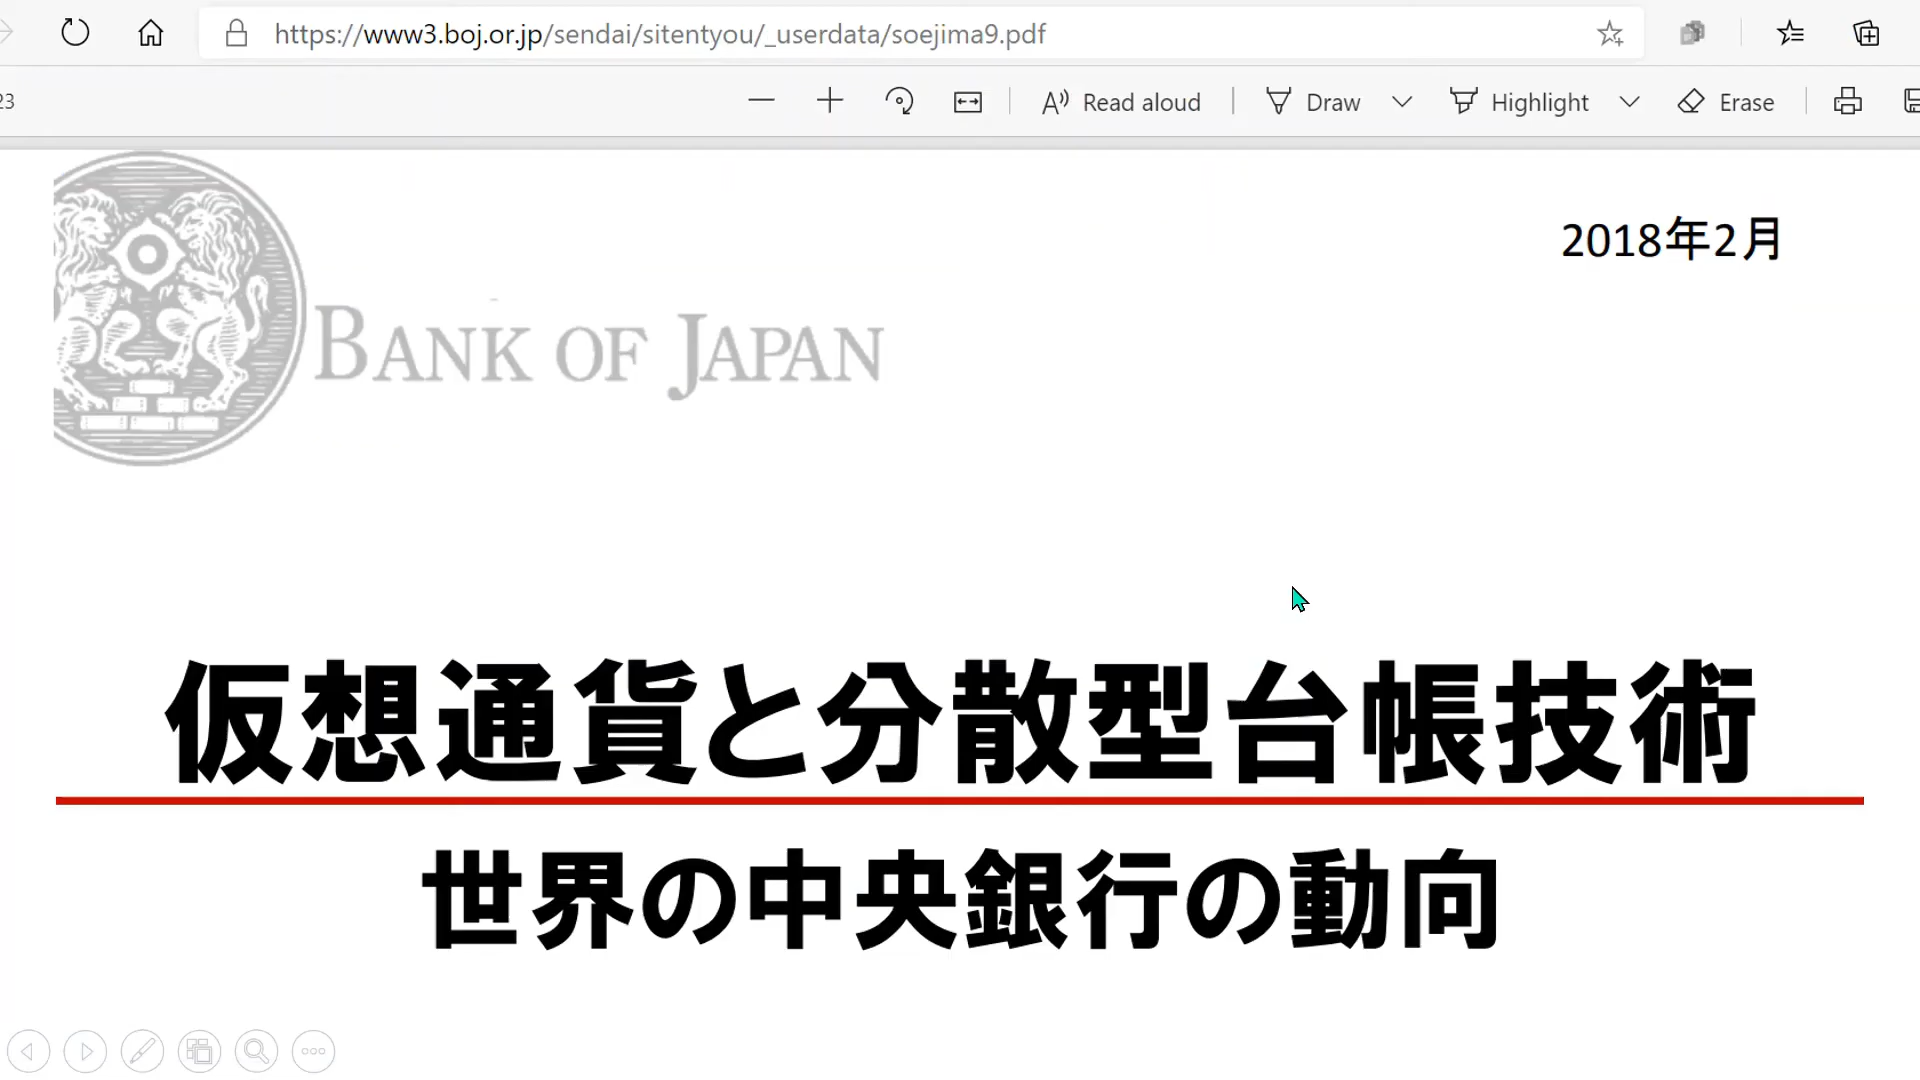 https://www3.boj.or.jp/sendai/sitentyou/_userdata/soejima9.pdf
23
Read aloud
Draw
Highlight
Erase
2018年2月
BANK OF JAPAN
仮想通貨と分散型台帳技術
世界の中央銀行の動向